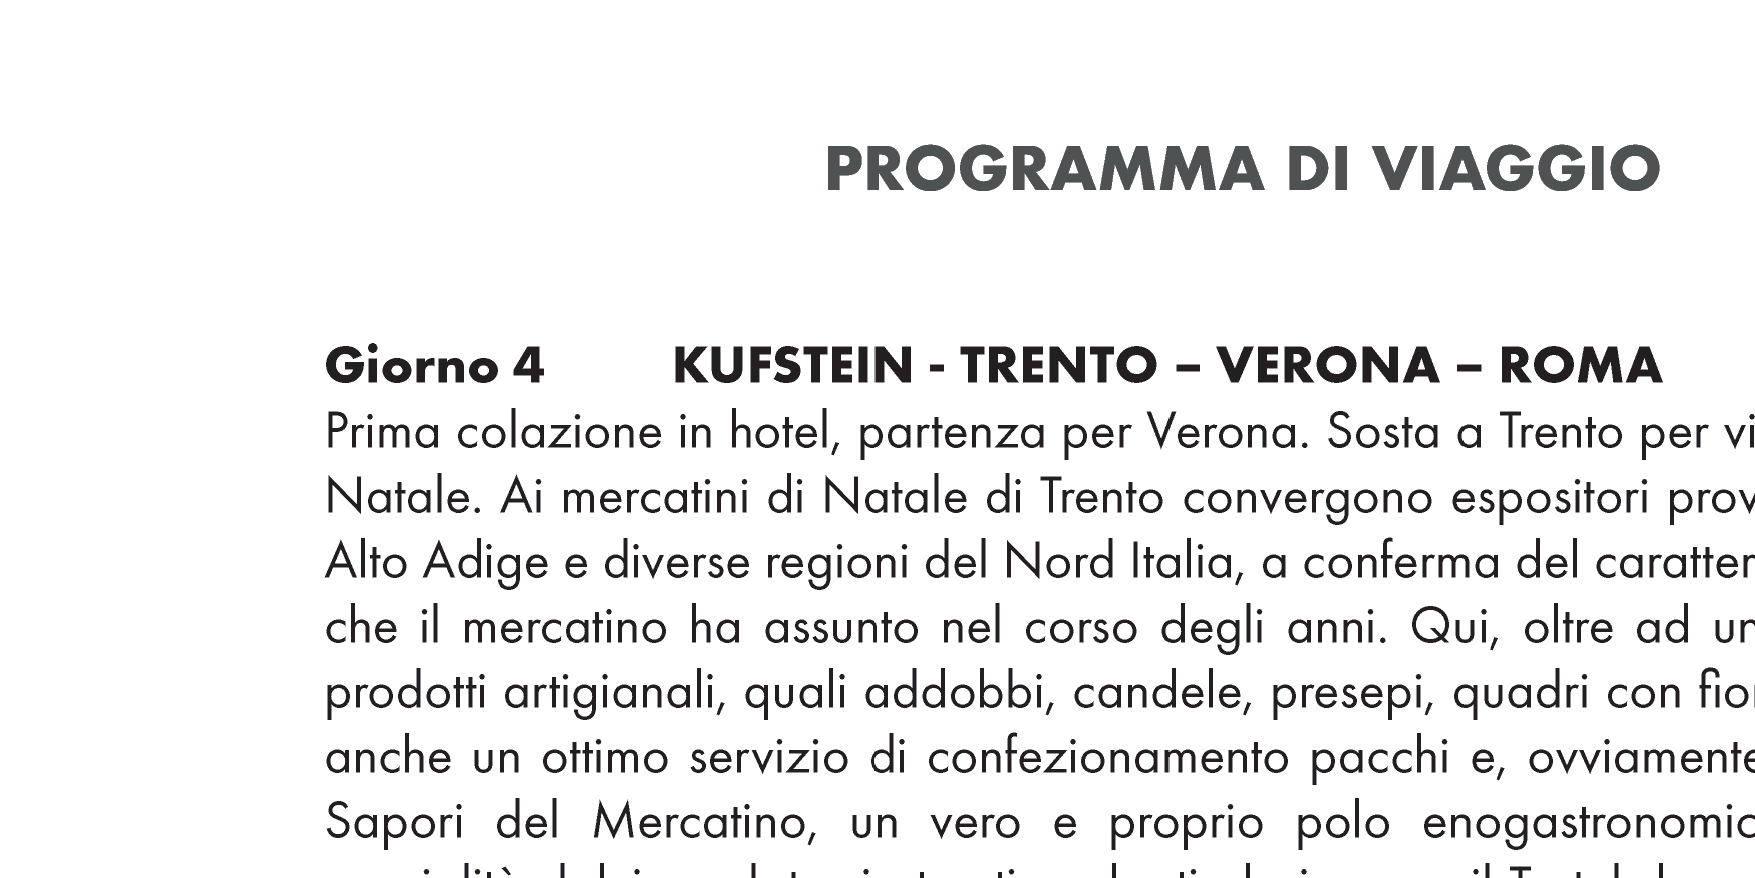 PROGRAMMA DI VIAGGIO
Giorno 4 KUFSTEIN - TRENTO – VERONA – ROMA
Prima colazione in hotel, partenza per Verona. Sosta a Trento per
Natale. Ai mercatini di Natale di Trento convergono espositori
Alto Adige e diverse regioni del Nord Italia, a conferma del
che il mercatino ha assunto nel corso degli anni. Qui, oltre ad
prodotti artigianali, quali addobbi, candele, presepi, quadri con
anche un ottimo servizio di confezionamento pacchi e, ovviamente
Sapori del Mercatino, un vero e proprio polo